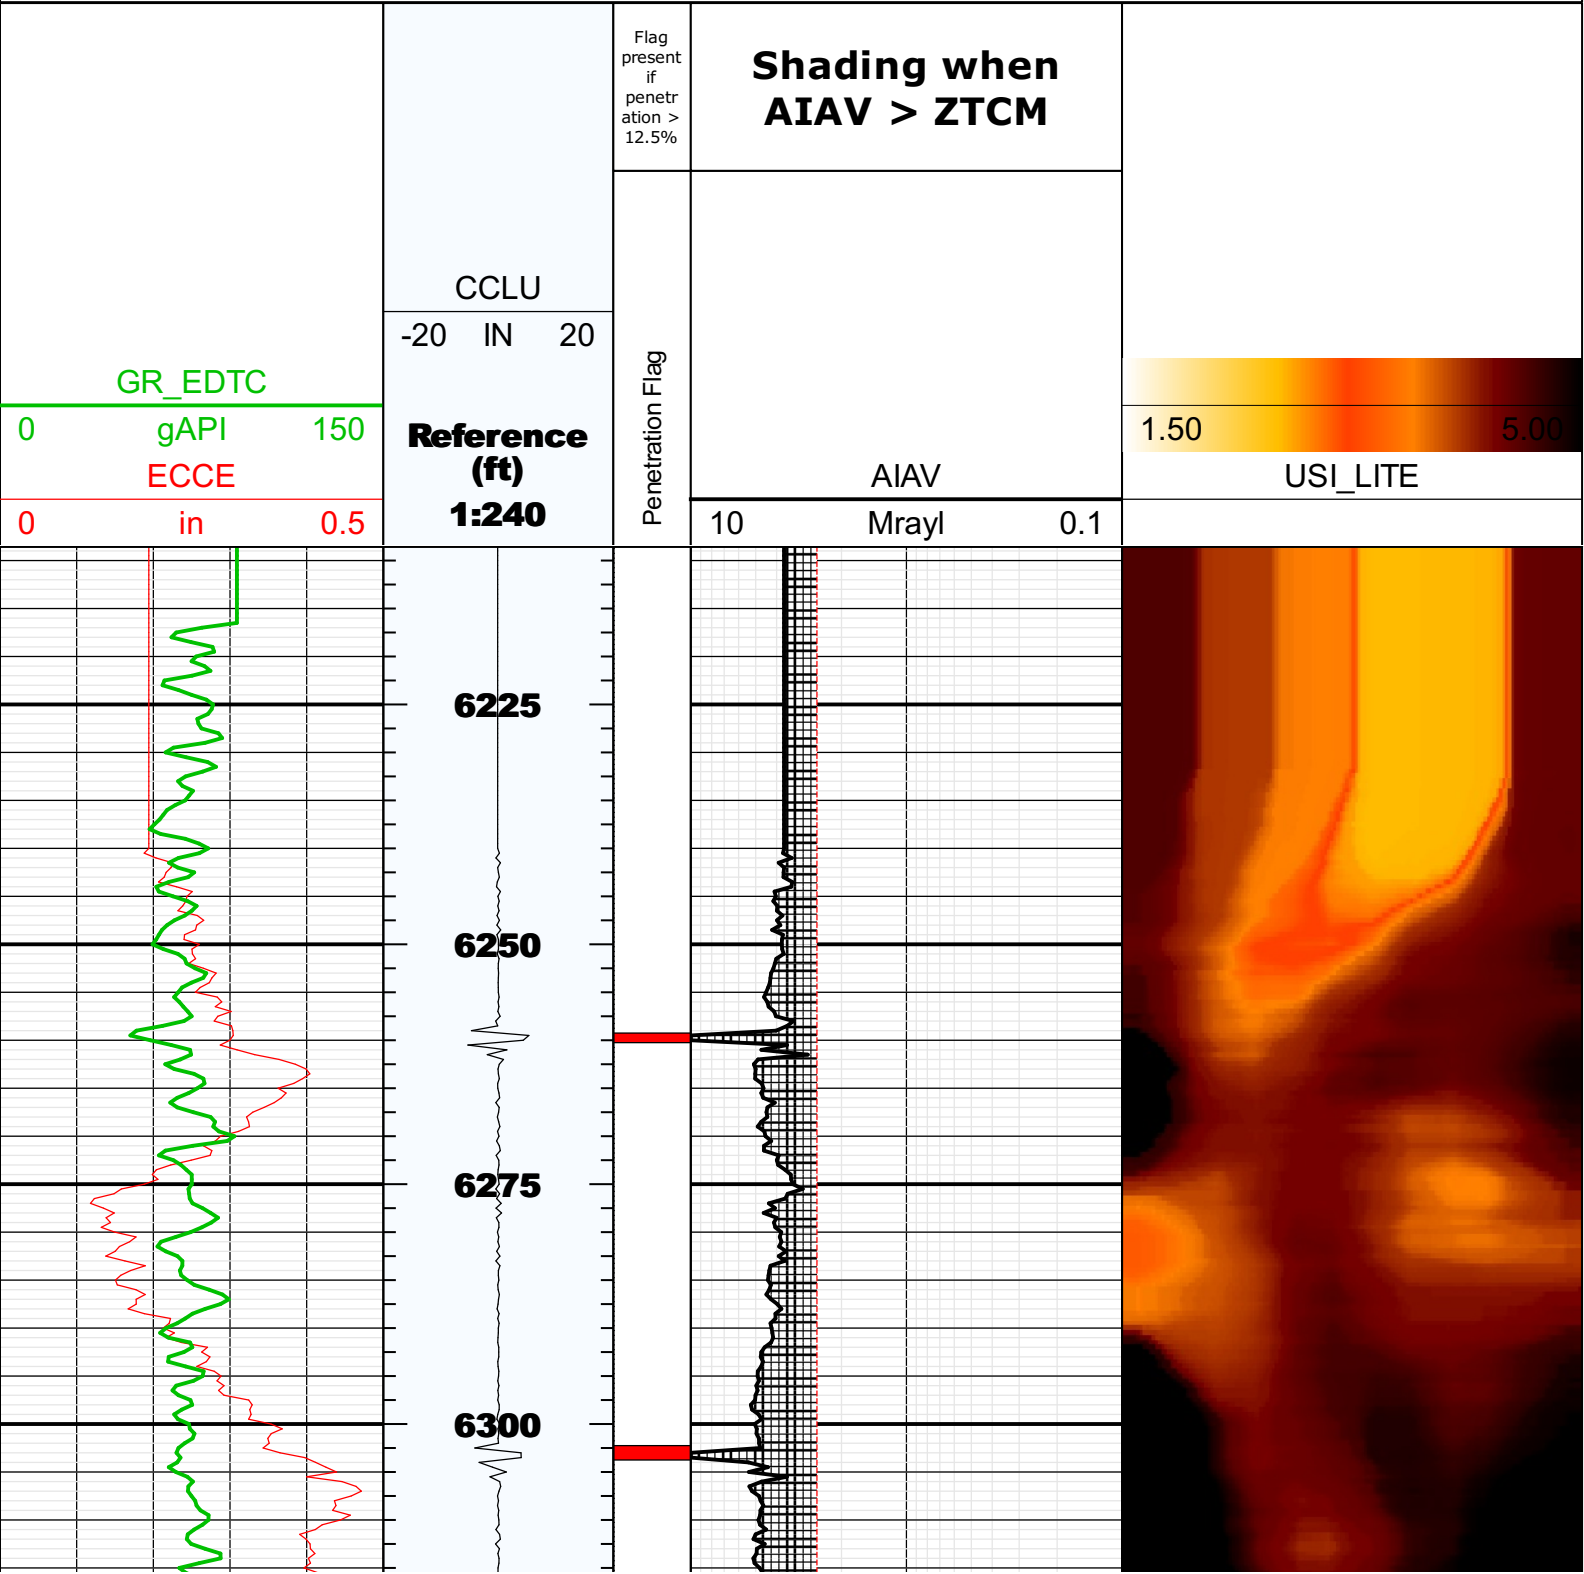 Flag
present
if
penetr
ation >
12.5%
Shading when
AIAV > ZTCM
CCLU
-20 IN 20
GR_EDTC
0 gAPI 150
ECCE
0 in 0.5
Reference
(ft)
1:240
Penetration Flag
AIAV
10 Mrayl 0.1
1.50 5.00
USI_LITE
6225
6250
6275
6300